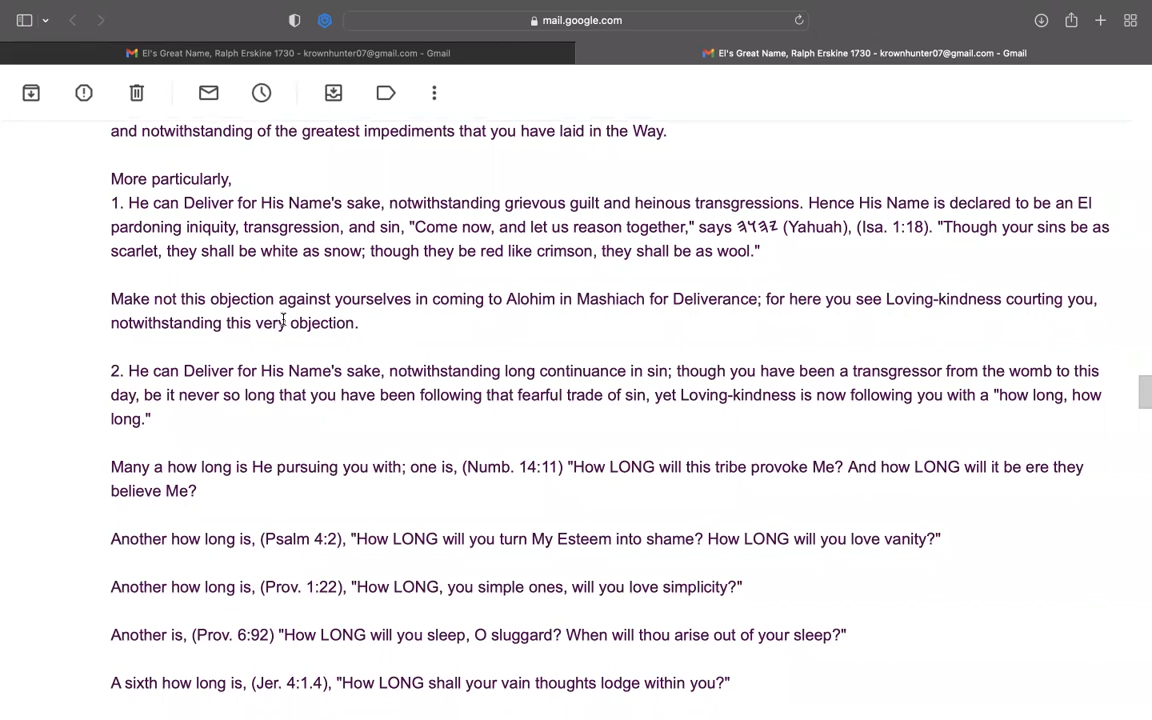 mail.google.com
El's Great Name, Ralph Erskine 1730 - krownhunter07@gmail.com - Gmail
El's Great Name, Ralph Erskine 1730 - krownhunter07@gmail.com - Gmail
and notwithstanding of the greatest impediments that you have laid in the Way.
More particularly,
1. He can Deliver for His Name's sake, notwithstanding grievous guilt and heinous transgressions. Hence His Name is declared to be an El
pardoning iniquity, transgression, and sin, "Come now, and let us reason together," says 𐤄𐤅𐤄𐤉 (Yahuah), (Isa. 1:18). "Though your sins be as
scarlet, they shall be white as snow; though they be red like crimson, they shall be as wool."
Make not this objection against yourselves in coming to Alohim in Mashiach for Deliverance; for here you see Loving-kindness courting you,
notwithstanding this very objection.
2. He can Deliver for His Name's sake, notwithstanding long continuance in sin; though you have been a transgressor from the womb to this
day, be it never so long that you have been following that fearful trade of sin, yet Loving-kindness is now following you with a "how long, how
long."
Many a how long is He pursuing you with; one is, (Numb. 14:11) "How LONG will this tribe provoke Me? And how LONG will it be ere they
believe Me?
Another how long is, (Psalm 4:2), "How LONG will you turn My Esteem into shame? How LONG will you love vanity?"
Another how long is, (Prov. 1:22), "How LONG, you simple ones, will you love simplicity?"
Another is, (Prov. 6:92) "How LONG will you sleep, O sluggard? When will thou arise out of your sleep?"
A sixth how long is, (Jer. 4:1.4), "How LONG shall your vain thoughts lodge within you?"